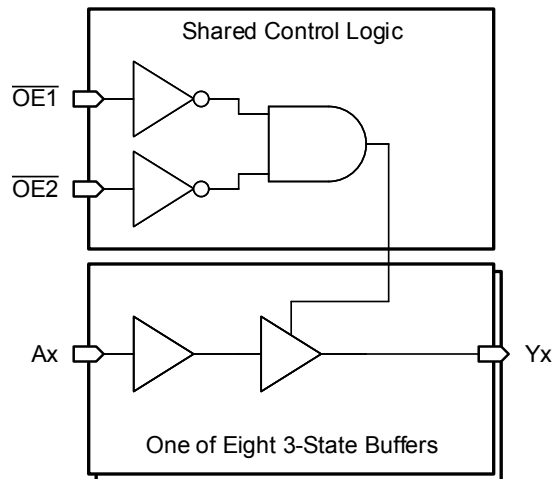 Shared Control Logic
OE1
OE2
Ax
Yx
One of Eight 3-State Buffers